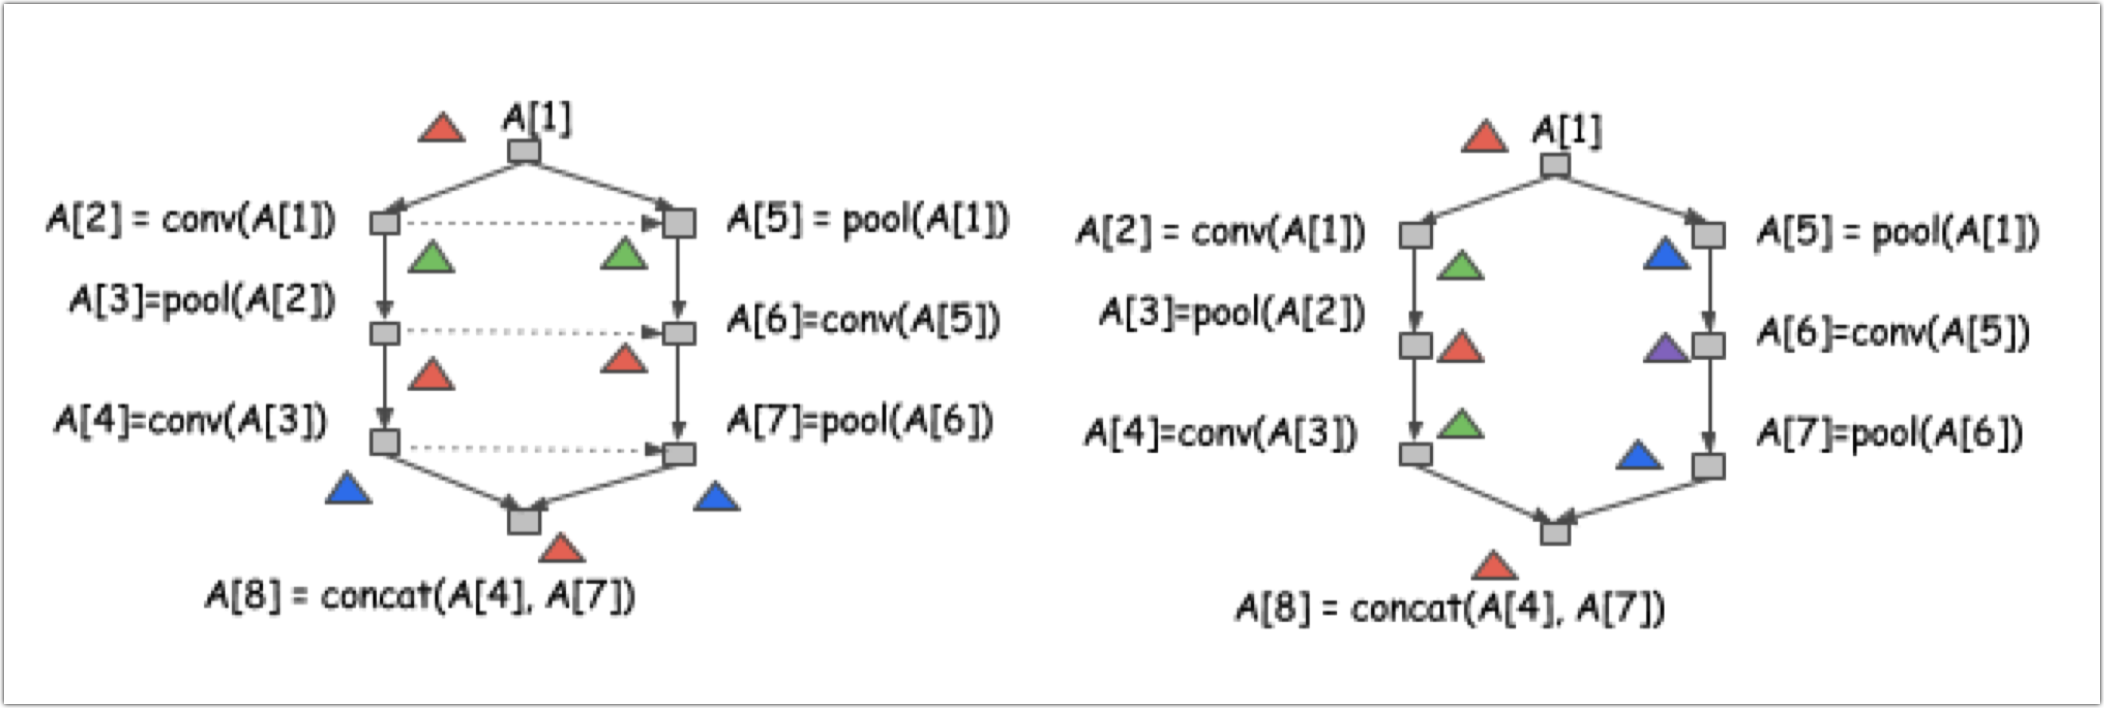 A[1]
A[2] = conv(A[1])
A[5] = pool(A[1])
A[3]=pool(A[2])
A[6]=conv(A[5])
A[4]=conv(A[3])
A[7]=pool(A[6])
A[8] = concat(A[4], A[7])
A[1]
A[2] = conv(A[1])
A[5] = pool(A[1])
A[3]=pool(A[2])
A[6]=conv(A[5])
A[4]=conv(A[3])
A[7]=pool(A[6])
A[8] = concat(A[4], A[7])